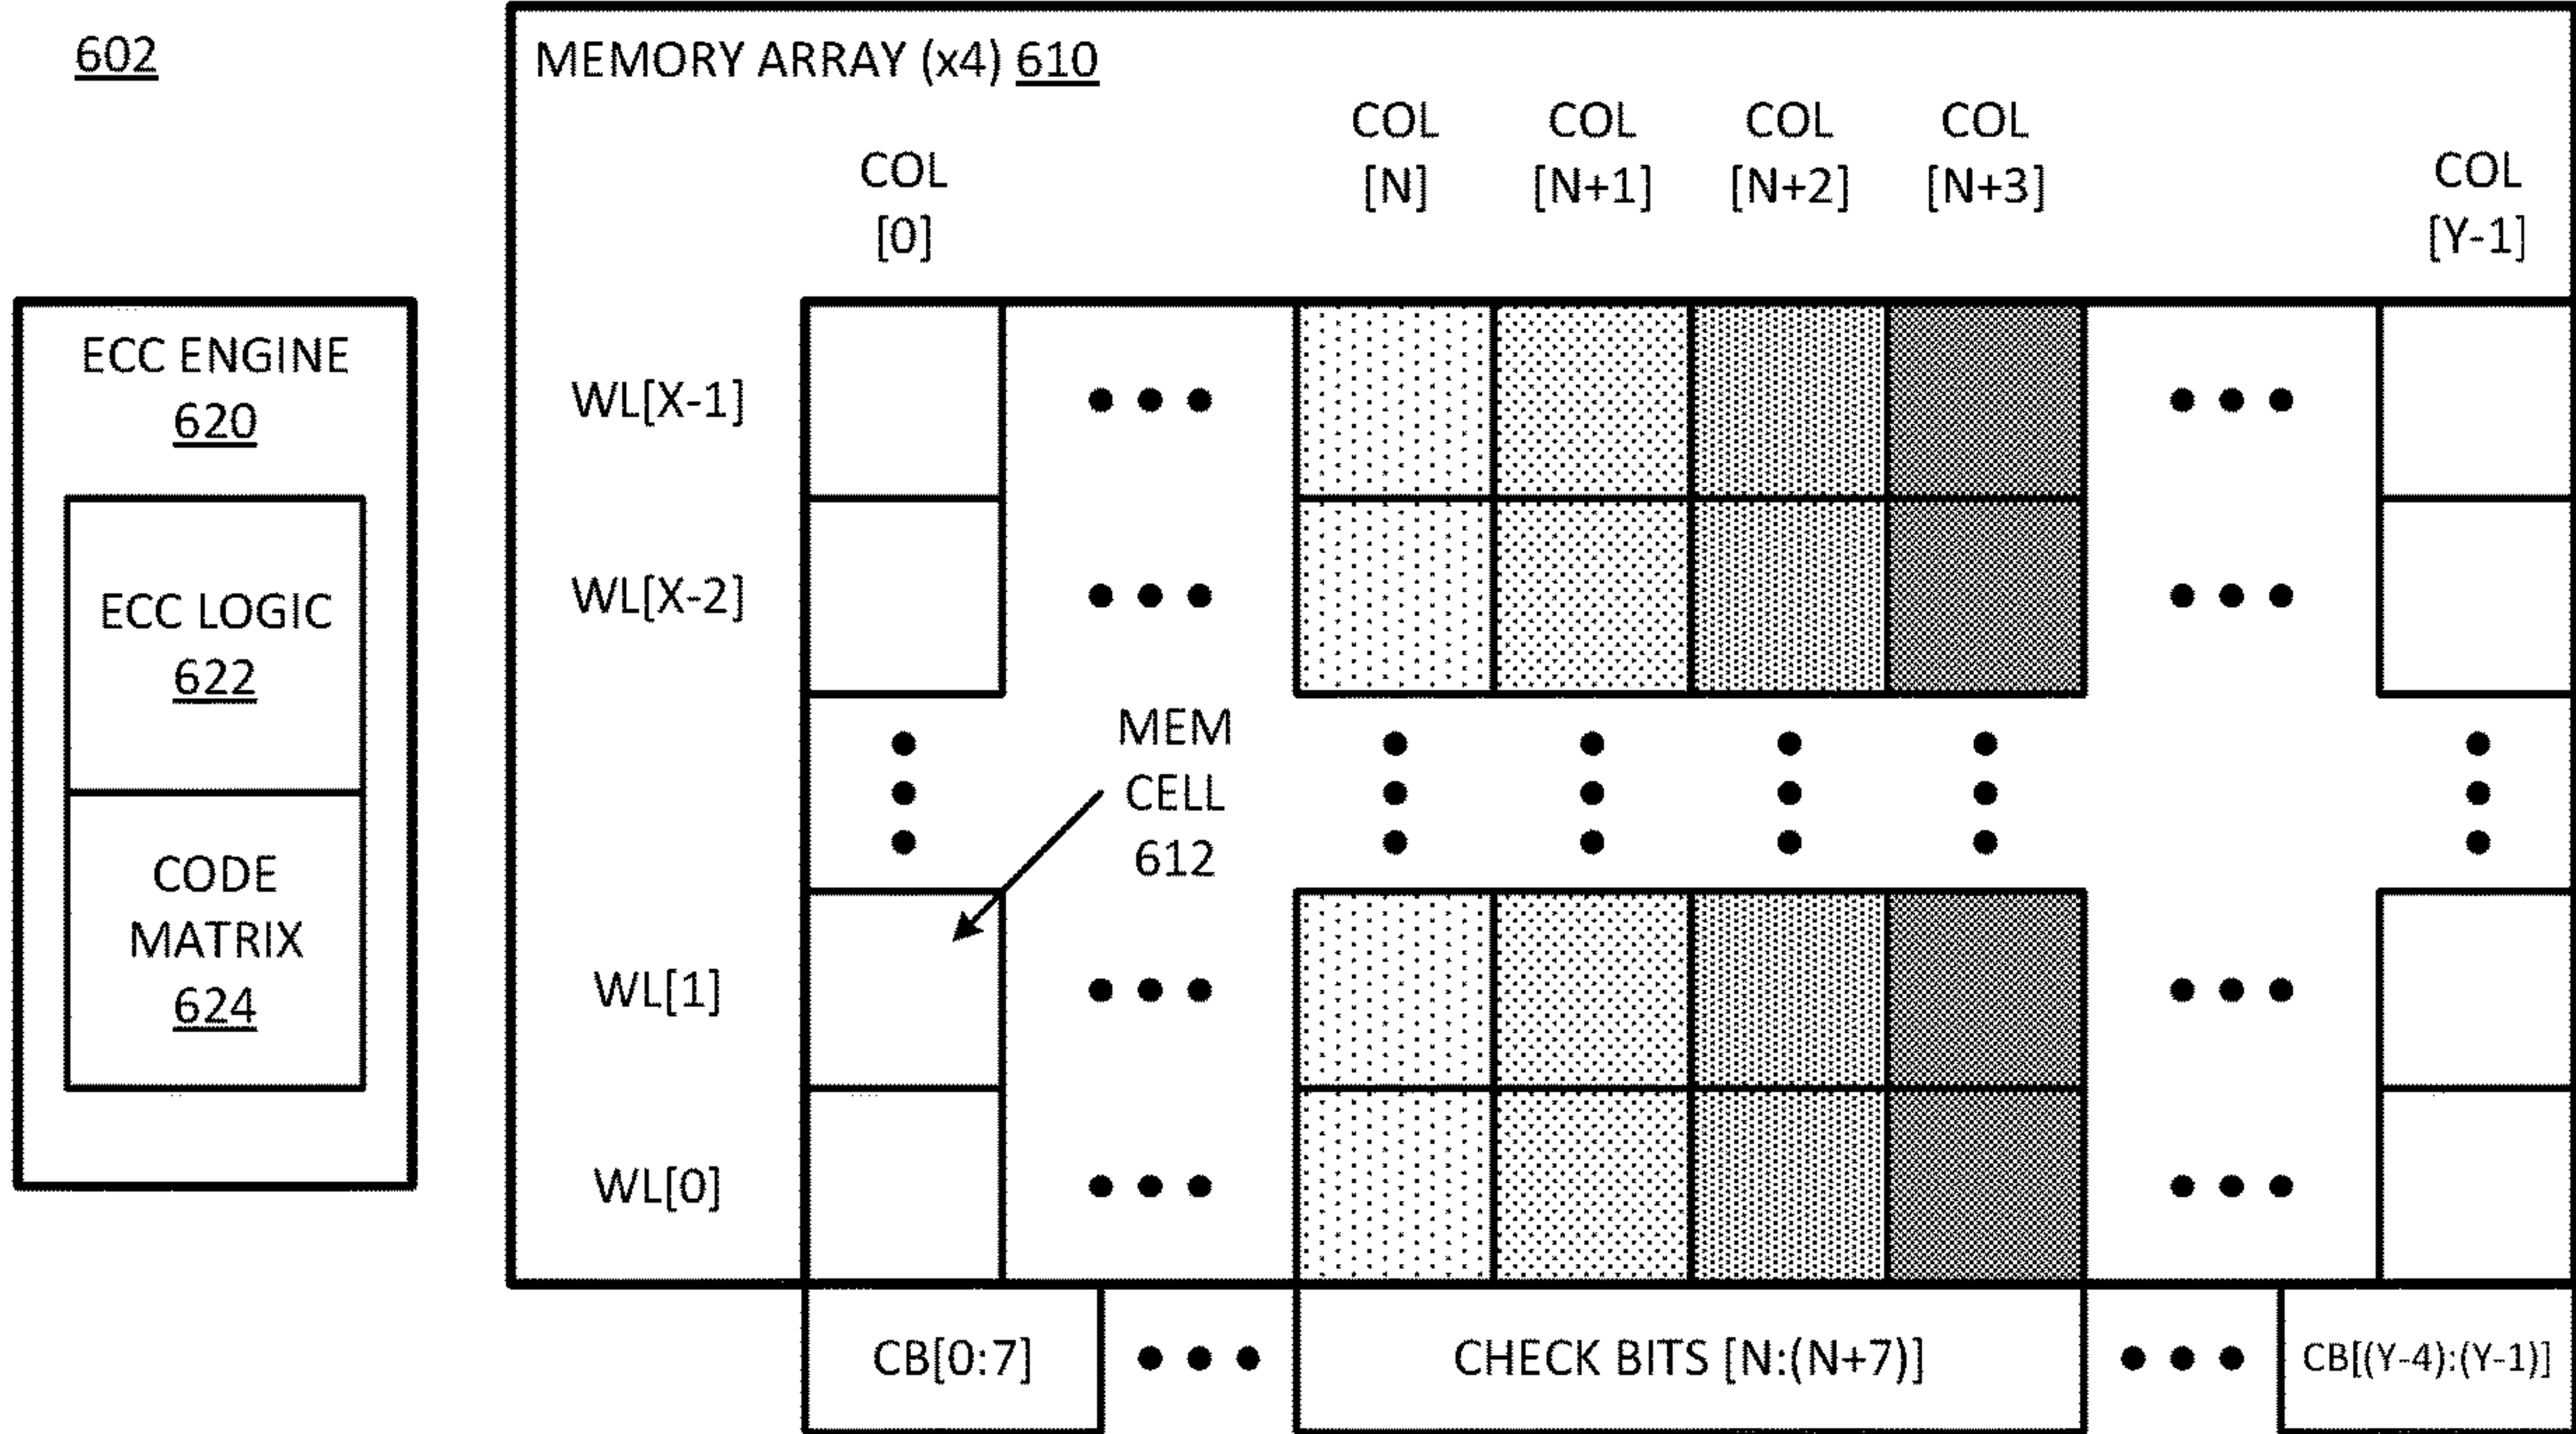 602
MEMORY ARRAY (x4) 610
COL
[0]
COL
[N]
COL
[N+1]
COL
[N+2]
COL
[N+3]
COL
[Y-1]
ECC ENGINE
620
ECC LOGIC
622
CODE
MATRIX
624
WL[X-1]
WL[X-2]
MEM
CELL
612
WL[1]
WL[0]
CB[0:7]
CHECK BITS [N:(N+7)]
CB[(Y-4):(Y-1)]